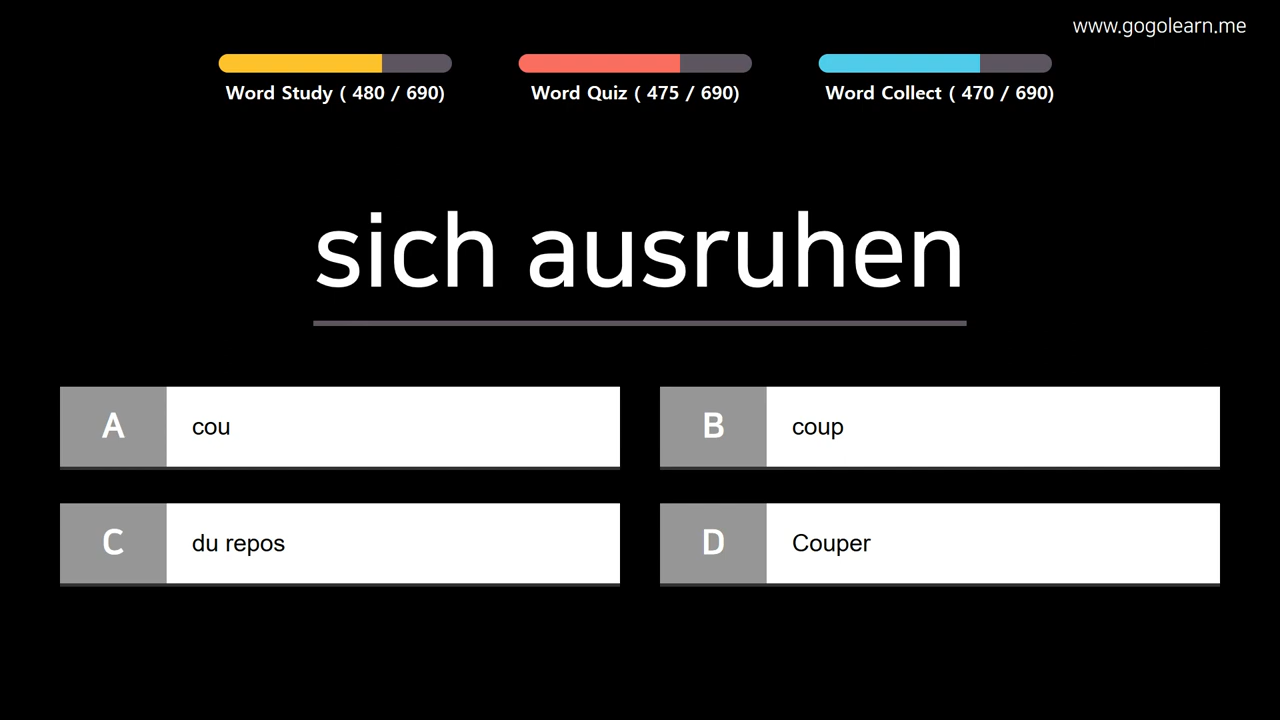 www.gogolearn.me
Word Study ( 480 / 690)
Word Quiz ( 475 / 690)
Word Collect ( 470 / 690)
sich ausruhen
A cou
B coup
C du repos
D Couper